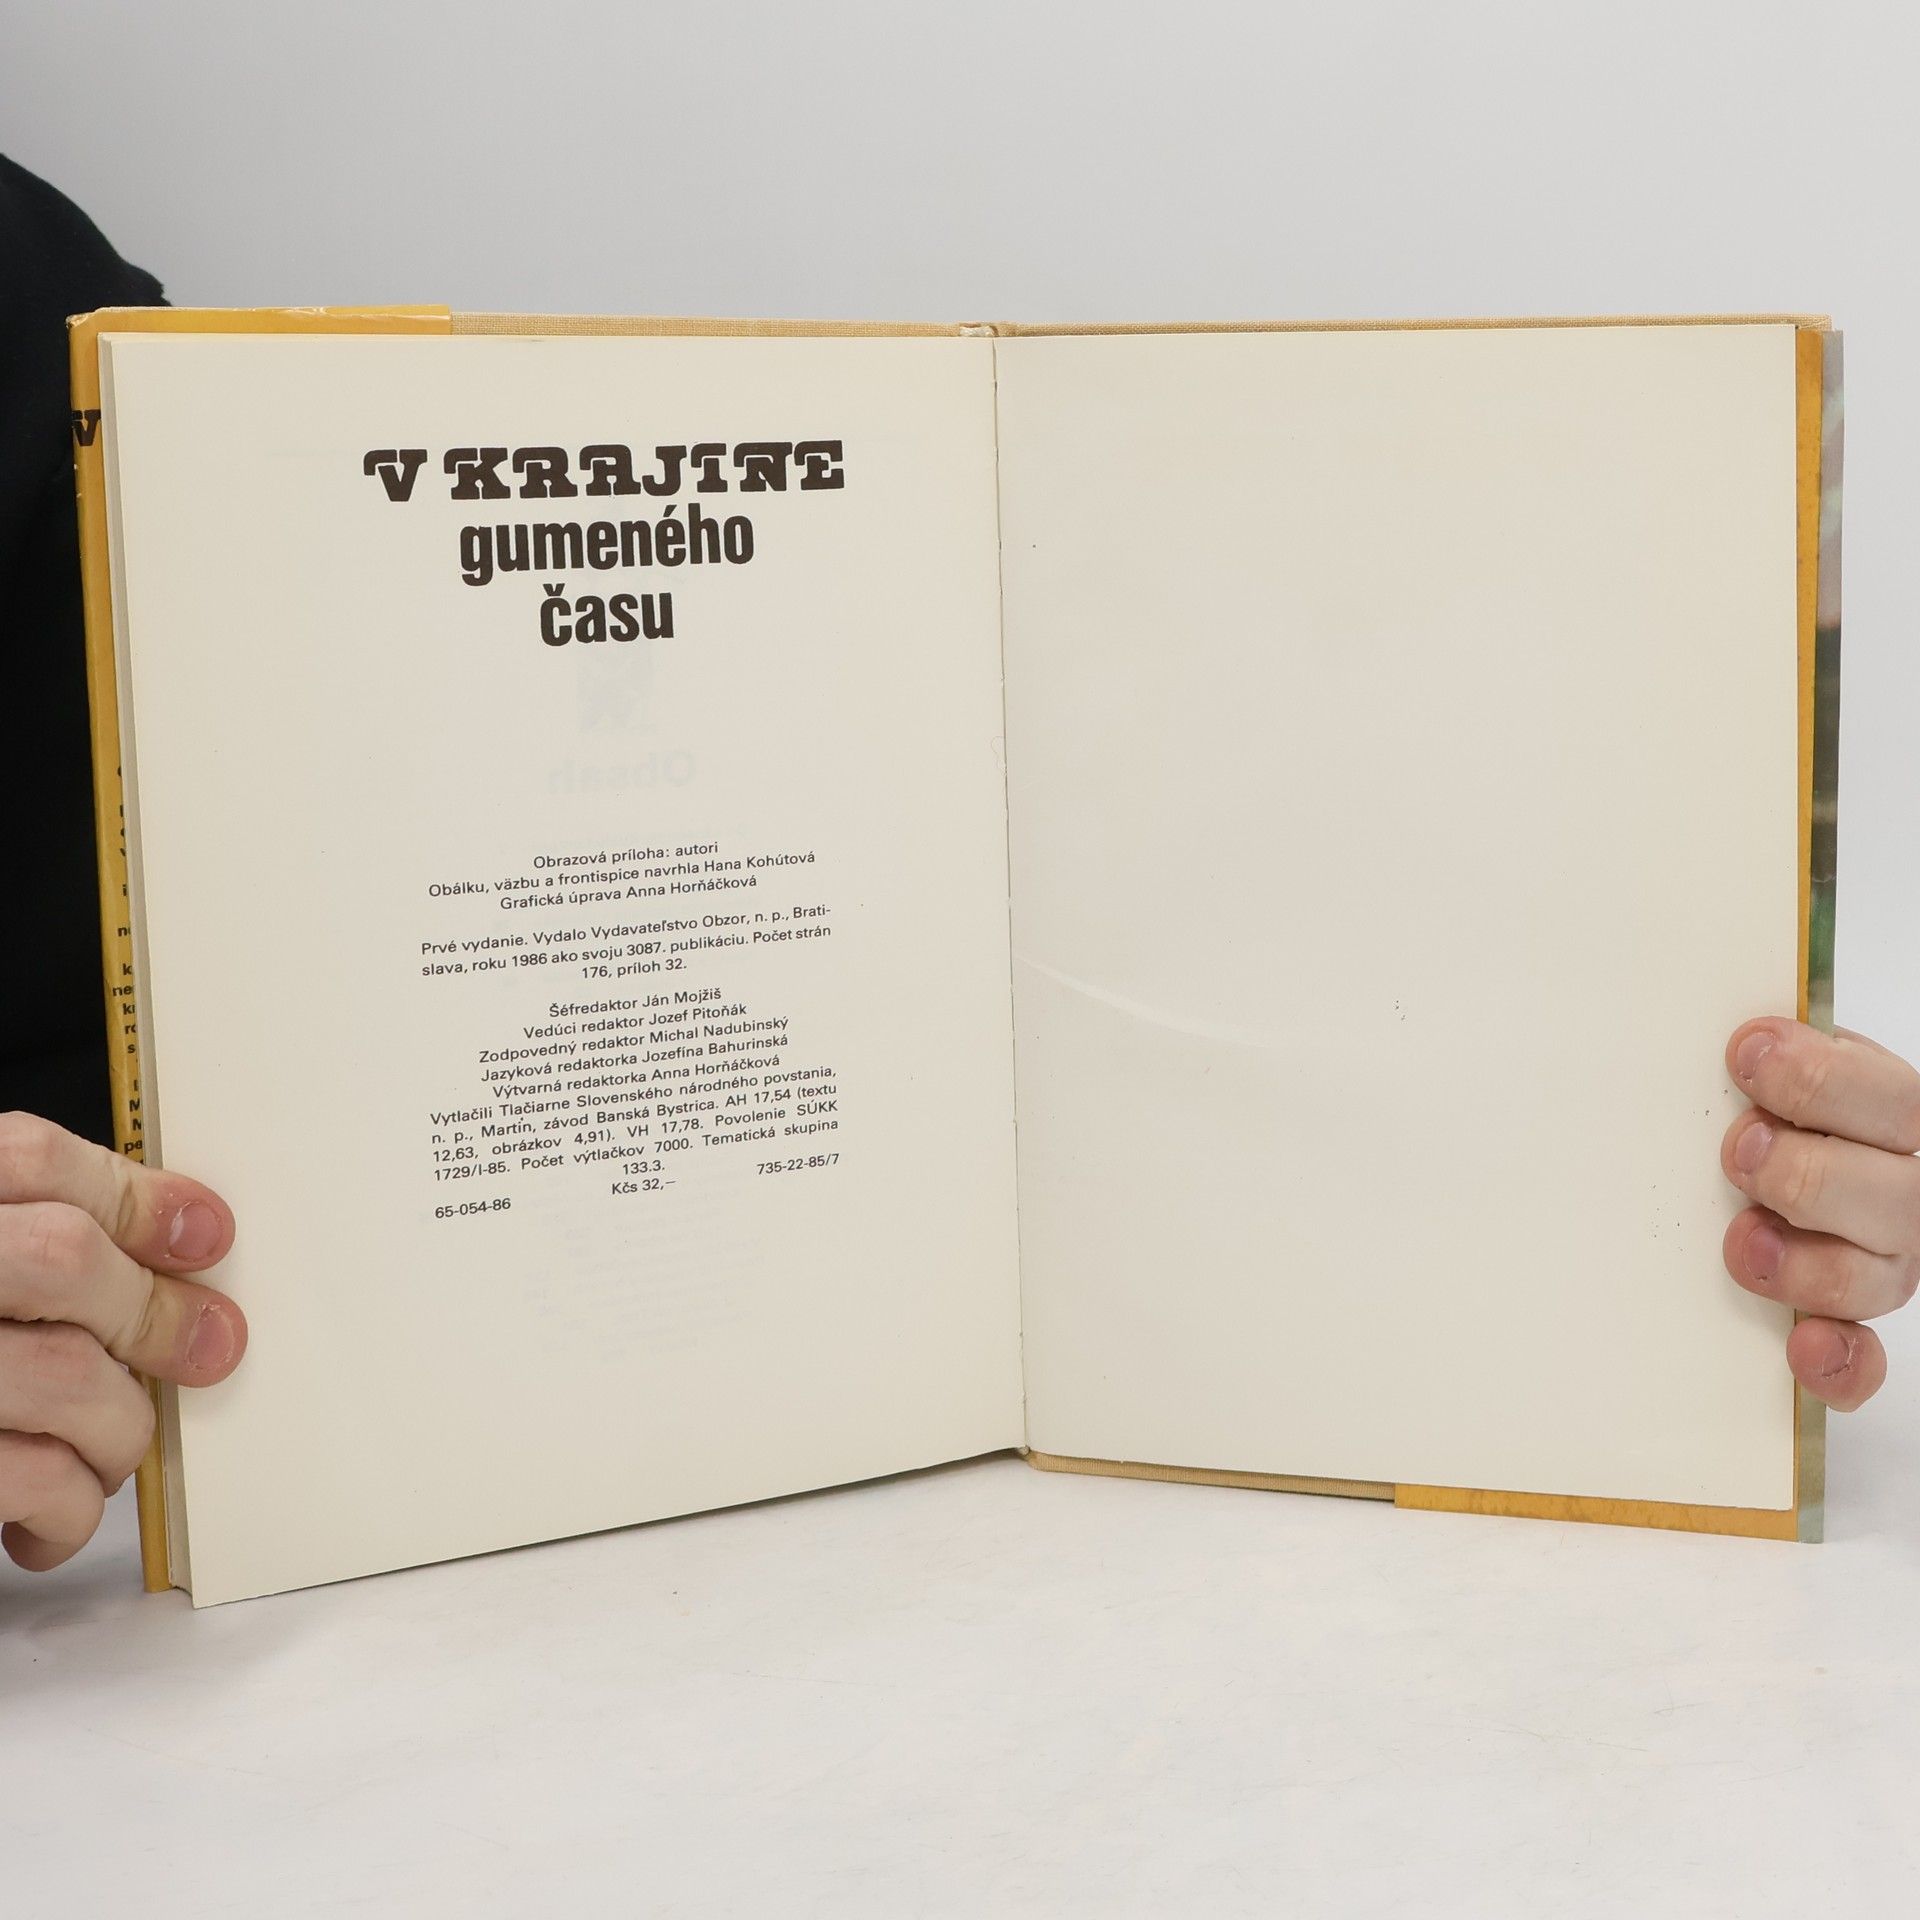 V KRAJINE
gumeného
času
Obsah
Obrazová príloha: autori
Obálku, väzbu a frontispice navrhla Hana Kohútová
Grafická úprava Anna Horňáčková
Prvé vydanie. Vydalo Vydavateľstvo Obzor, n. p., Brati-
slava, roku 1986 ako svoju 3087. publikáciu. Počet strán
176, príloh 32.
Šéfredaktor Ján Mojžiš
Vedúci redaktor Jozef Pitoňák
Zodpovedný redaktor Michal Nadubinský
Jazyková redaktorka Jozefína Bahurinská
Výtvarná redaktorka Anna Horňáčková
Vytlačili Tlačiarne Slovenského národného povstania,
n. p., Martin, závod Banská Bystrica. AH 17,54 (textu
12,63, obrázkov 4,91). VH 17,78. Povolenie SÚKK
1729/I-85. Počet výtlačkov 7000. Tematická skupina
133.3.
735-22-85/7
Kčs 32,–
65-054-86
V